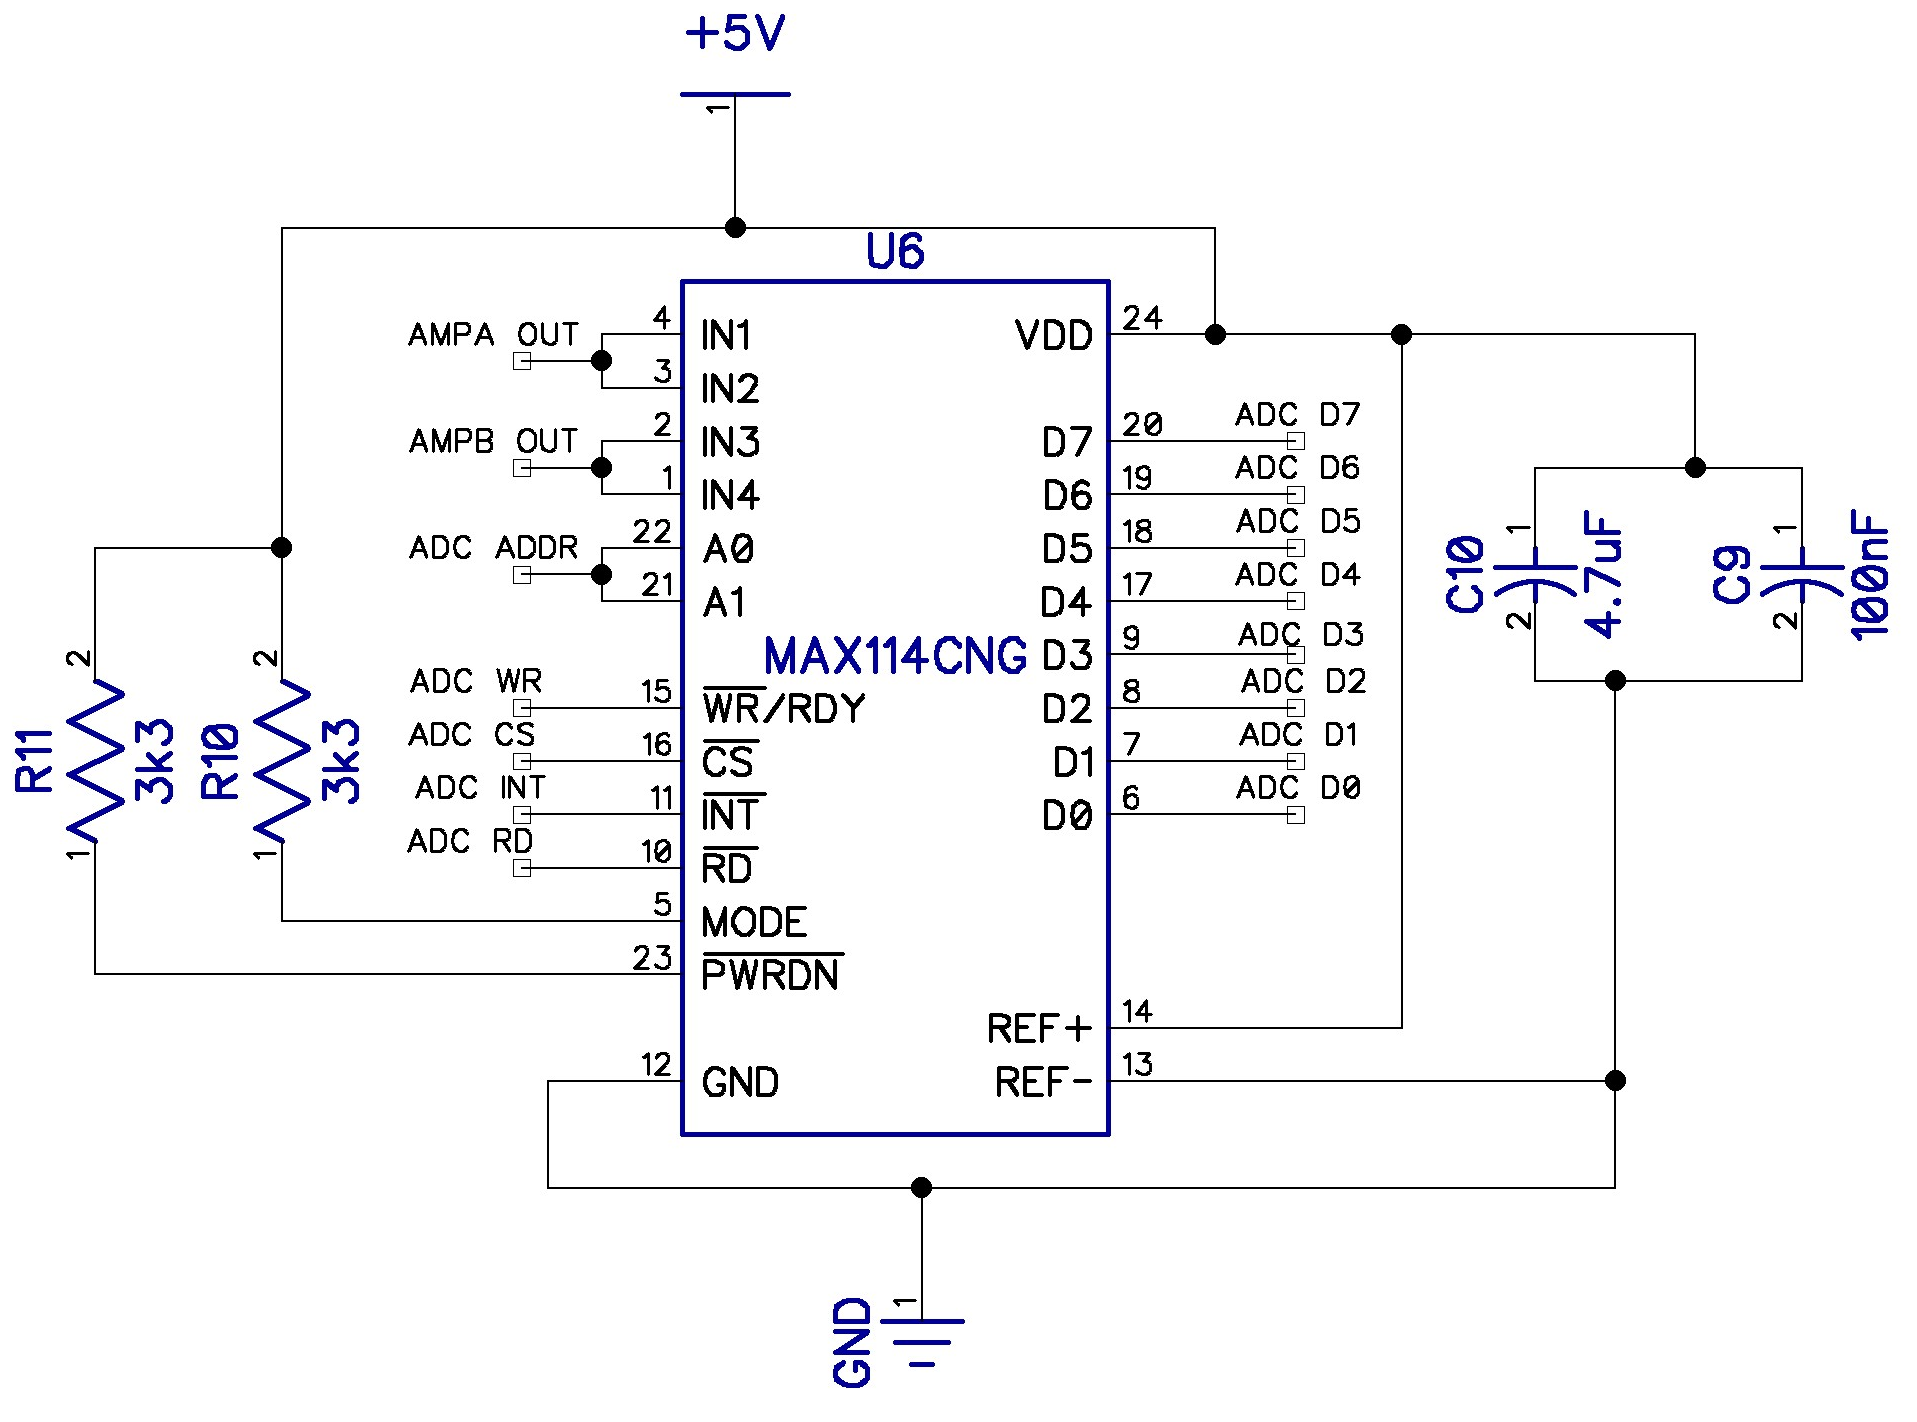 +5V
1
U6
AMPA OUT
4 IN1
3 IN2
AMPB OUT
2 IN3
1 IN4
ADC ADDR
22 A0
21 A1
ADC WR
15 WR/RDY
ADC CS
16 CS
ADC INT
11 INT
ADC RD
10 RD
5 MODE
23 PWRDN
12 GND
MAX114CNG
VDD 24
D7 20 ADC D7
D6 19 ADC D6
D5 18 ADC D5
D4 17 ADC D4
D3 9 ADC D3
D2 8 ADC D2
D1 7 ADC D1
D0 6 ADC D0
REF+ 14
REF- 13
R11
2
3k3
1
R10
2
3k3
1
C10
1
4.7uF
2
C9
1
100nF
2
GND
1